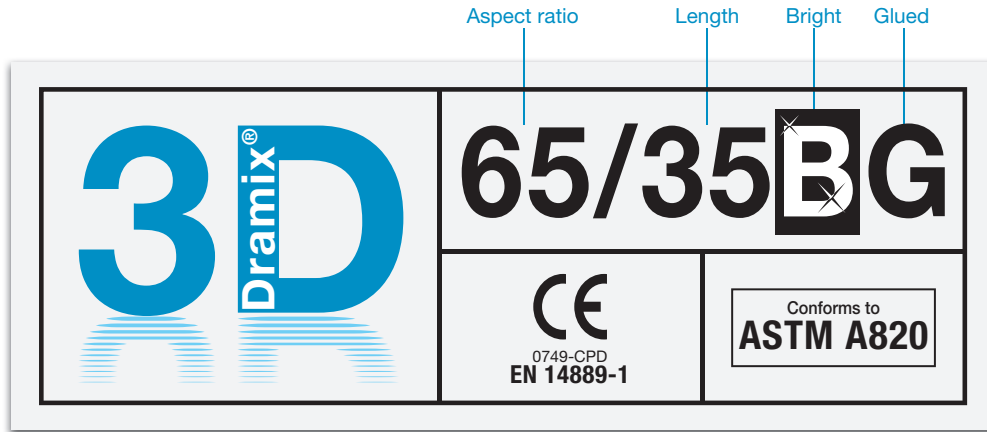 Aspect ratio Length Bright Glued
3D Dramix®
65/35BG
CE
0749-CPD
EN 14889-1
Conforms to
ASTM A820